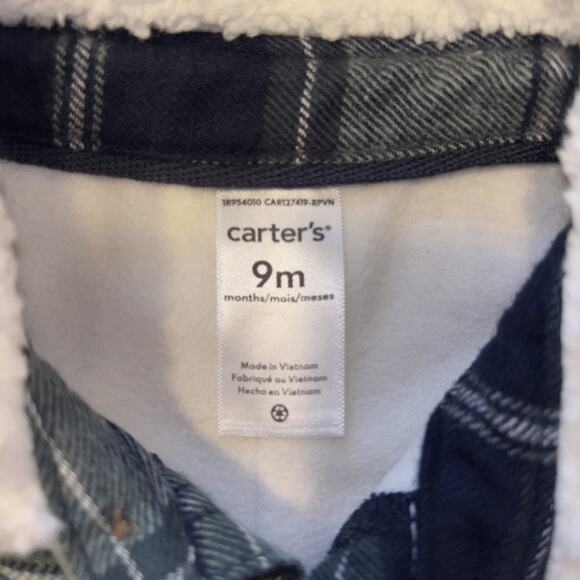 1R954010 CAR127419-RPVN
carter's®
9m
months/mois/meses
Made in Vietnam
Fabriqué au Vietnam
Hecho en Vietnam